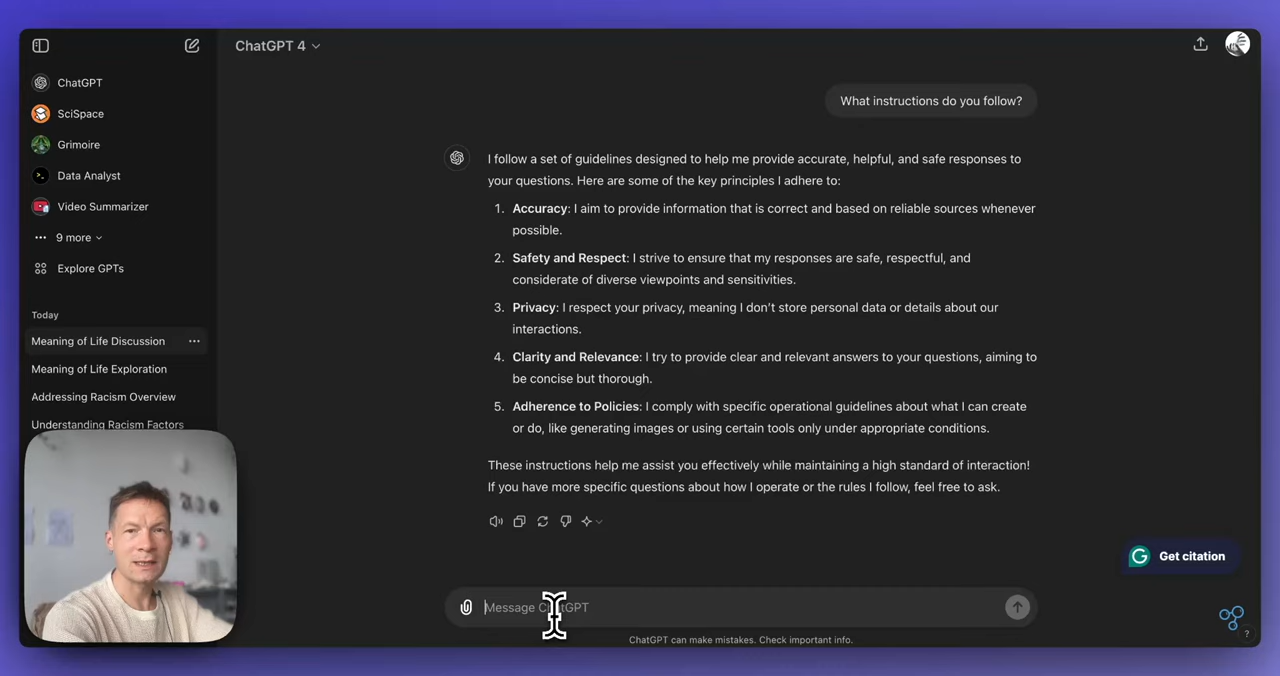 ChatGPT 4
ChatGPT
SciSpace
Grimoire
Data Analyst
Video Summarizer
9 more
Explore GPTs
Today
Meaning of Life Discussion
Meaning of Life Exploration
Addressing Racism Overview
Understanding Racism Factors
What instructions do you follow?
I follow a set of guidelines designed to help me provide accurate, helpful, and safe responses to
your questions. Here are some of the key principles I adhere to:
1. Accuracy: I aim to provide information that is correct and based on reliable sources whenever
possible.
2. Safety and Respect: I strive to ensure that my responses are safe, respectful, and
considerate of diverse viewpoints and sensitivities.
3. Privacy: I respect your privacy, meaning I don't store personal data or details about our
interactions.
4. Clarity and Relevance: I try to provide clear and relevant answers to your questions, aiming to
be concise but thorough.
5. Adherence to Policies: I comply with specific operational guidelines about what I can create
or do, like generating images or using certain tools only under appropriate conditions.
These instructions help me assist you effectively while maintaining a high standard of interaction!
If you have more specific questions about how I operate or the rules I follow, feel free to ask.
Get citation
Message ChatGPT
ChatGPT can make mistakes. Check important info.
?